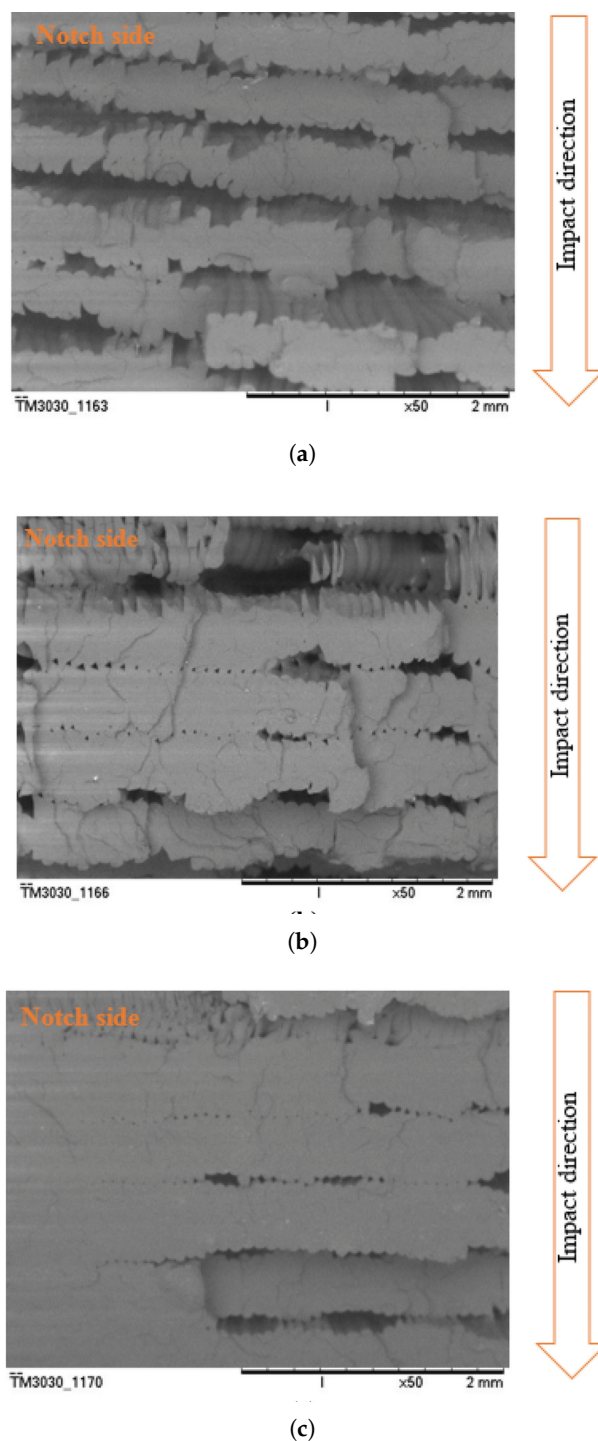 Notch side
Impact direction
TM3030_1163
x50
2 mm
(a)
Notch side
Impact direction
TM3030_1166
x50
2 mm
(b)
Notch side
Impact direction
TM3030_1170
x50
2 mm
(c)